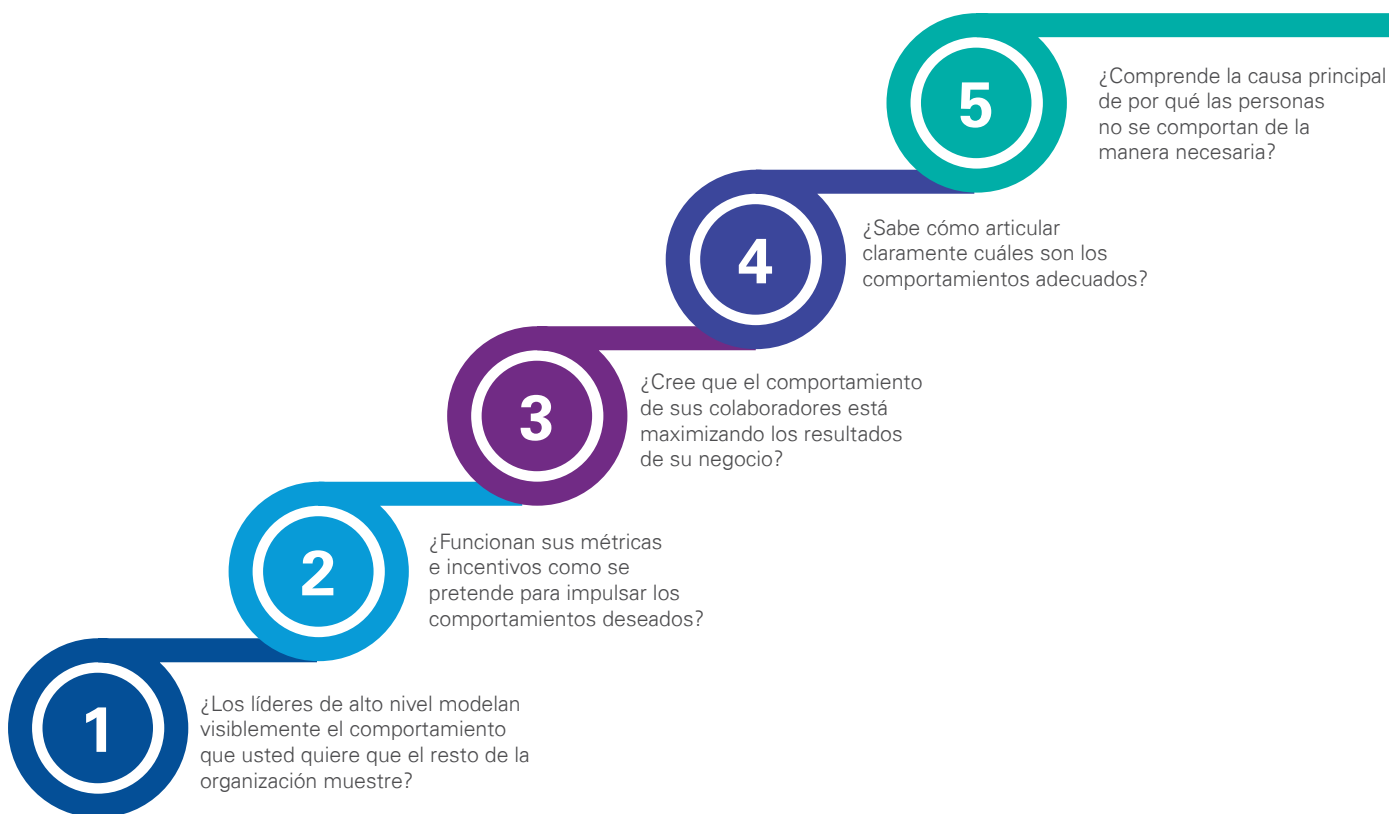 5
¿Comprende la causa principal
de por qué las personas
no se comportan de la
manera necesaria?
4
¿Sabe cómo articular
claramente cuáles son los
comportamientos adecuados?
3
¿Cree que el comportamiento
de sus colaboradores está
maximizando los resultados
de su negocio?
2
¿Funcionan sus métricas
e incentivos como se
pretende para impulsar los
comportamientos deseados?
1
¿Los líderes de alto nivel modelan
visiblemente el comportamiento
que usted quiere que el resto de la
organización muestre?